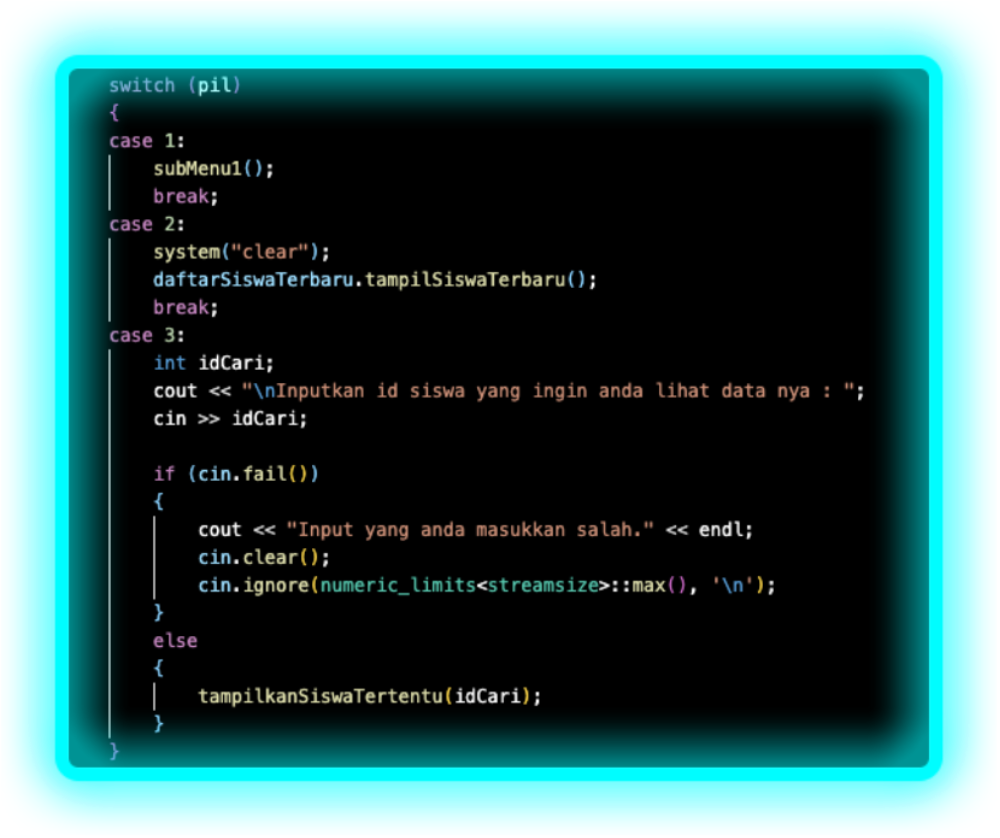 switch (pil)
{
case 1:
    subMenu1();
    break;
case 2:
    system("clear");
    daftarSiswaTerbaru.tampilSiswaTerbaru();
    break;
case 3:
    int idCari;
    cout << "\nInputkan id siswa yang ingin anda lihat data nya : ";
    cin >> idCari;

    if (cin.fail())
    {
        cout << "Input yang anda masukkan salah." << endl;
        cin.clear();
        cin.ignore(numeric_limits<streamsize>::max(), '\n');
    }
    else
    {
        tampilkanSiswaTertentu(idCari);
    }
}